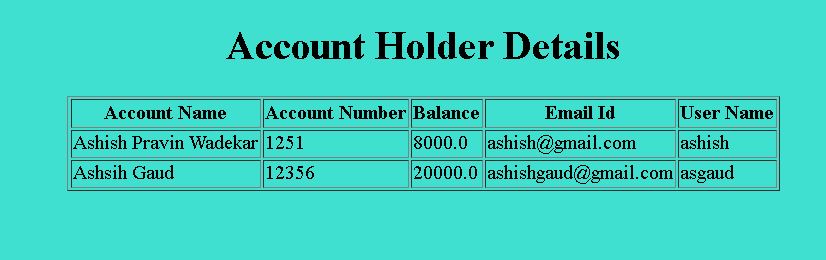 Account Holder Details
Account Name Account Number Balance Email Id User Name
Ashish Pravin Wadekar 1251 8000.0 ashish@gmail.com ashish
Ashsih Gaud 12356 20000.0 ashishgaud@gmail.com asgaud